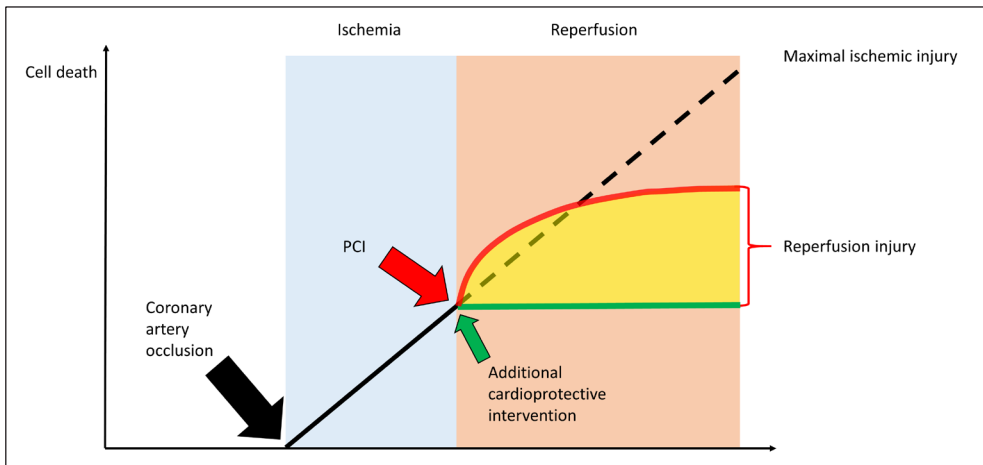 Ischemia
Reperfusion
Cell death
Maximal ischemic injury
PCI
Reperfusion injury
Coronary
artery
occlusion
Additional
cardioprotective
intervention